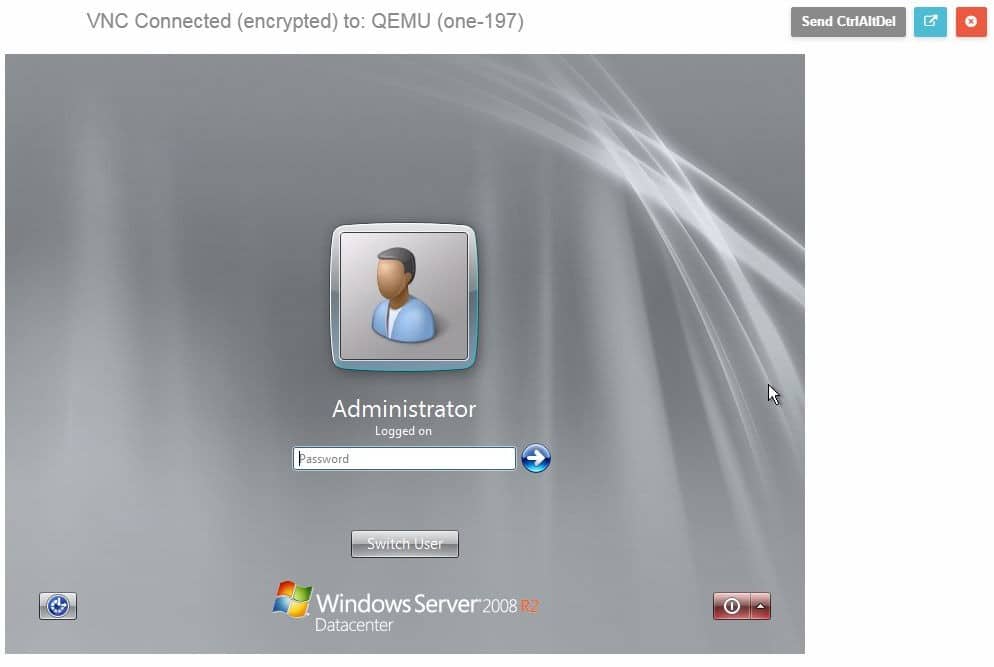 VNC Connected (encrypted) to: QEMU (one-197)
Send CtrlAltDel
Administrator
Logged on
Password
Switch User
Windows Server 2008 R2
Datacenter